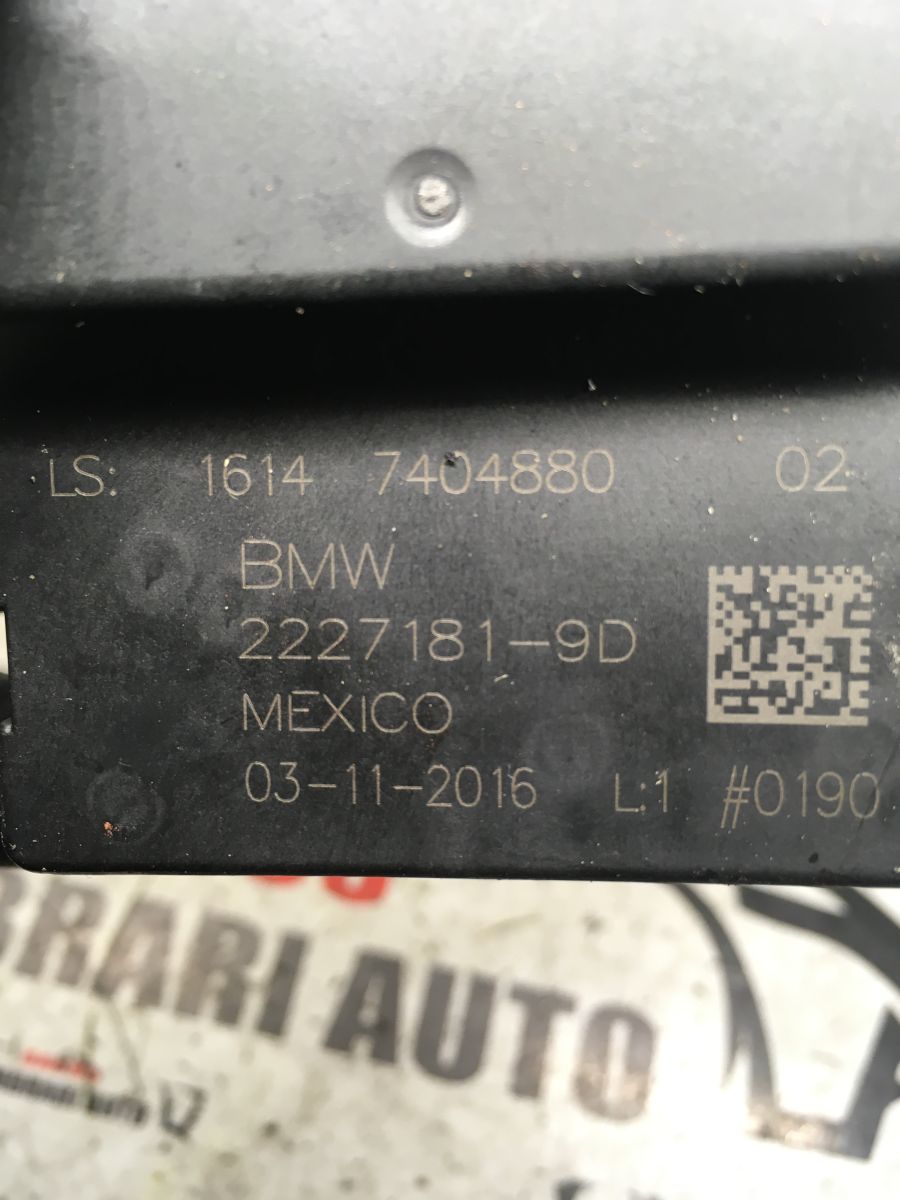 LS: 1614 7404880 02
BMW
2227181-9D
MEXICO
03-11-2016 L:1 #0190
RRARI AUTO